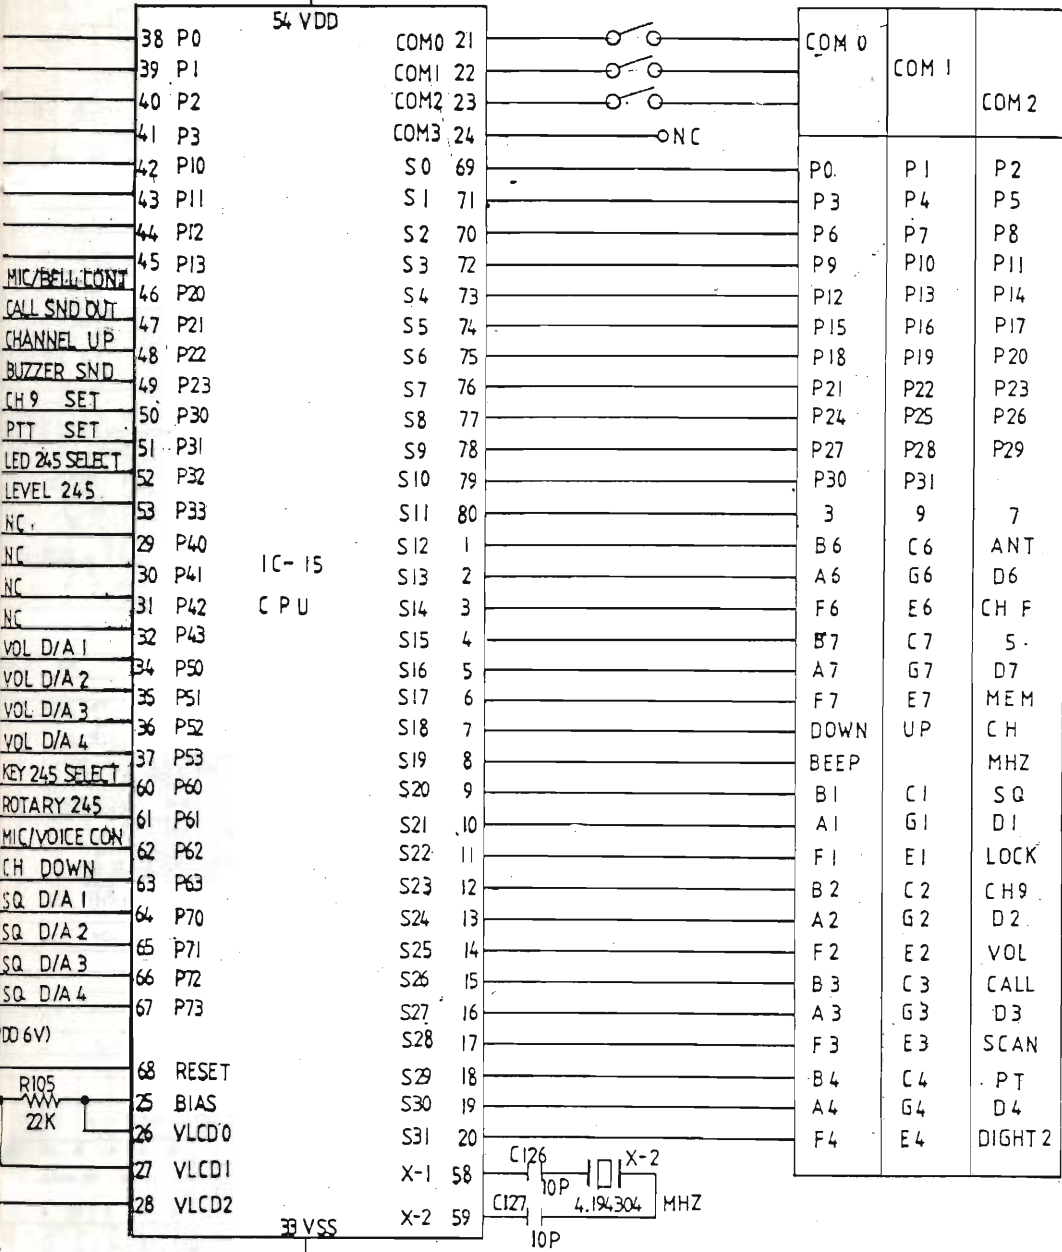 54 VDD
38 P0 COM0 21 COM 0
39 P1 COM1 22 COM 1
40 P2 COM2 23 COM 2
41 P3 COM3 24 NC
42 P10 S0 69 P0. P1 P2
43 P11 S1 71 P3 P4 P5
44 P12 S2 70 P6 P7 P8
45 P13 S3 72 P9 P10 P11
MIC/BELL CONT 46 P20 S4 73 P12 P13 P14
CALL SND OUT 47 P21 S5 74 P15 P16 P17
CHANNEL UP 48 P22 S6 75 P18 P19 P20
BUZZER SND 49 P23 S7 76 P21 P22 P23
CH9 SET 50 P30 S8 77 P24 P25 P26
PTT SET 51 P31 S9 78 P27 P28 P29
LED 245 SELECT 52 P32 S10 79 P30 P31
LEVEL 245 53 P33 S11 80 3 9 7
NC. 29 P40 S12 1 B6 C6 ANT
NC 30 P41 S13 2 A6 G6 D6
IC-15
CPU
NC 31 P42 S14 3 F6 E6 CH F
NC 32 P43 S15 4 B7 C7 5.
VOL D/A 1 34 P50 S16 5 A7 G7 D7
VOL D/A 2 35 P51 S17 6 F7 E7 MEM
VOL D/A 3 36 P52 S18 7 DOWN UP CH
VOL D/A 4 37 P53 S19 8 BEEP MHZ
KEY 245 SELECT 60 P60 S20 9 B1 C1 SQ
ROTARY 245 61 P61 S21 10 A1 G1 D1
MIC/VOICE CON 62 P62 S22 11 F1 E1 LOCK
CH DOWN 63 P63 S23 12 B2 C2 CH9
SQ D/A 1 64 P70 S24 13 A2 G2 D2
SQ D/A 2 65 P71 S25 14 F2 E2 VOL
SQ D/A 3 66 P72 S26 15 B3 C3 CALL
SQ D/A 4 67 P73 S27 16 A3 G3 D3
DD 6V) S28 17 F3 E3 SCAN
68 RESET S29 18 B4 C4 PT
R105
22K
25 BIAS S30 19 A4 G4 D4
26 VLCD0 S31 20 F4 E4 DIGHT 2
27 VLCD1 X-1 58 C126 10P X-2
28 VLCD2 X-2 59 C127 10P 4.194304 MHZ
33 VSS